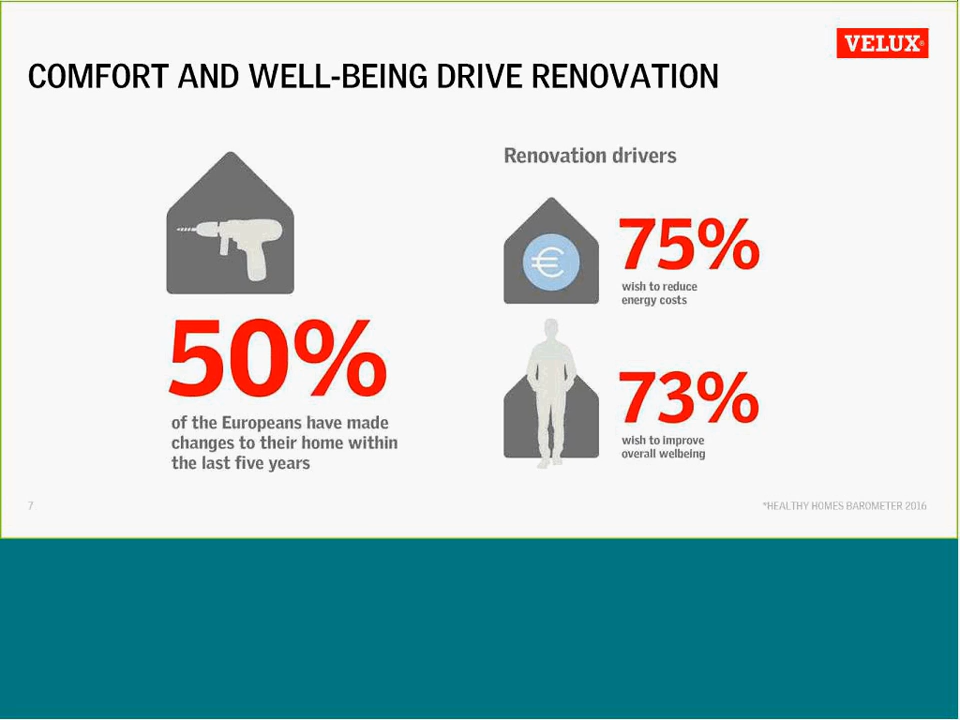 VELUX®
COMFORT AND WELL-BEING DRIVE RENOVATION
50%
of the Europeans have made
changes to their home within
the last five years
Renovation drivers
€
75%
wish to reduce
energy costs
73%
wish to improve
overall welbeing
7
*HEALTHY HOMES BAROMETER 2016